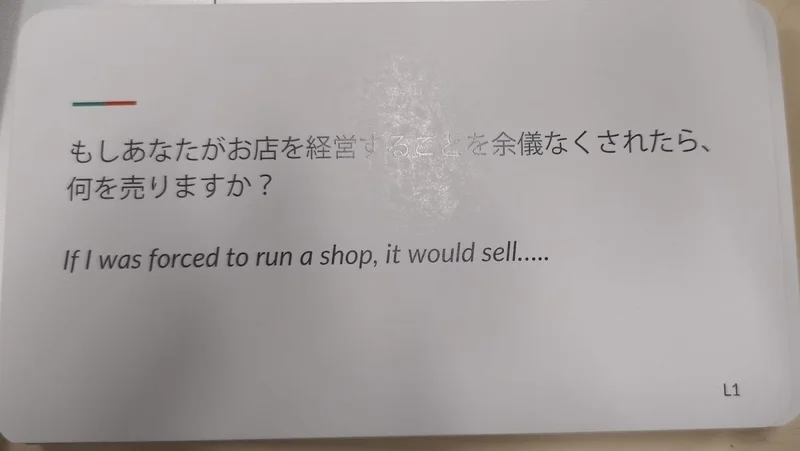 もしあなたがお店を経営することを余儀なくされたら、
何を売りますか？
If I was forced to run a shop, it would sell.....
L1